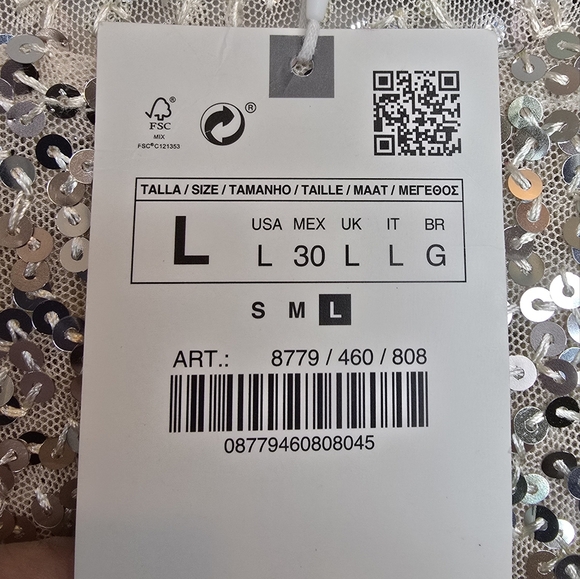 FSC®
MIX
FSC®C121353
®
TALLA / SIZE / TAMANHO / TAILLE / MAAT / ΜΕΓΕΘΟΣ
L
USA MEX UK IT BR
L 30 L L G
S M L
ART.: 8779 / 460 / 808
08779460808045